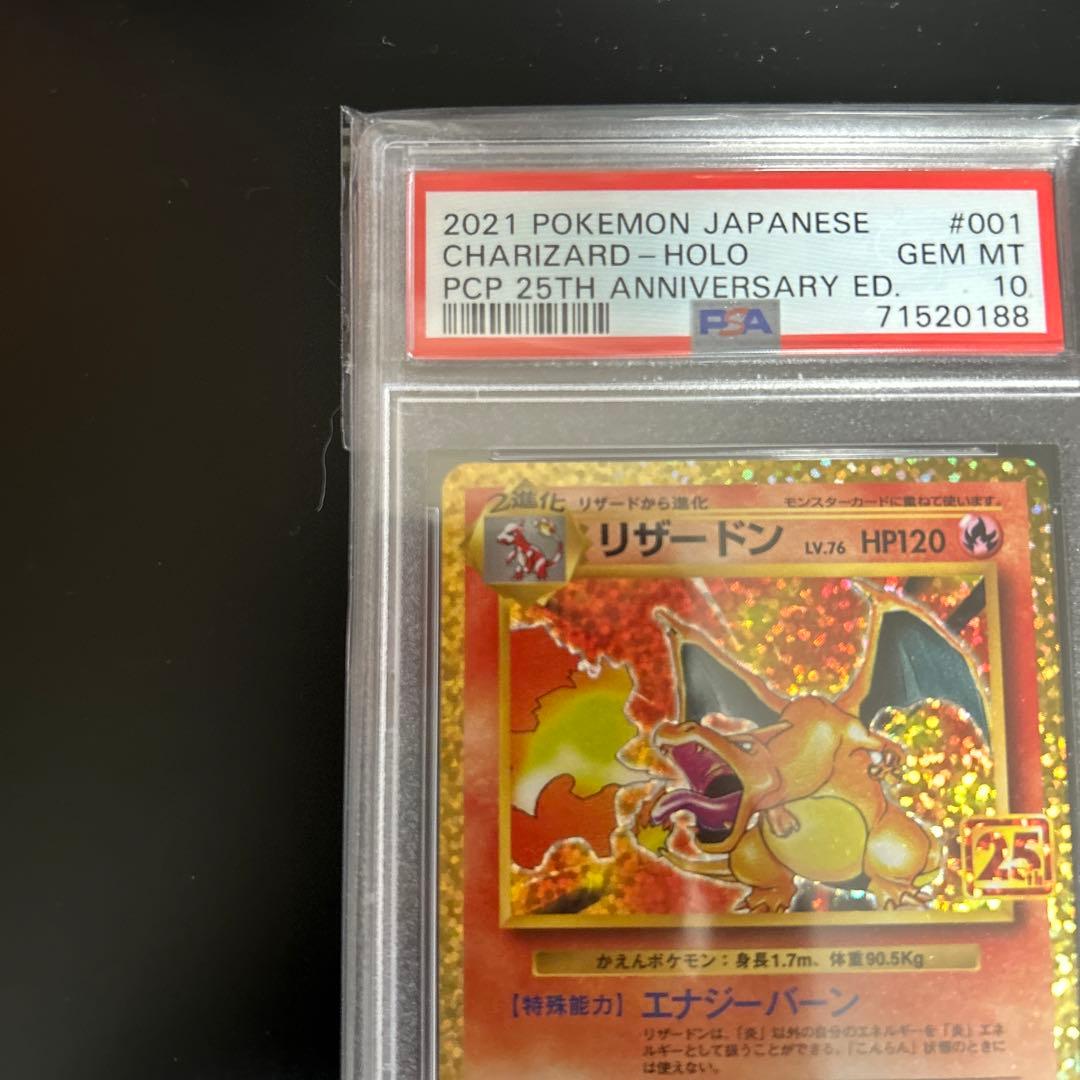 2021 POKEMON JAPANESE #001
CHARIZARD-HOLO GEM MT
PCP 25TH ANNIVERSARY ED. 10
PSA 71520188
2進化 リザードから進化 モンスターカードに重ねて使います。
リザードン LV.76 HP120
25th
かえんポケモン：身長1.7m、体重90.5Kg
【特殊能力】 エナジーバーン
リザードンは、「炎」以外の自分のエネルギーを「炎」エネ
ルギーとして扱うことができる。「こんらん」状態のときに
は使えない。